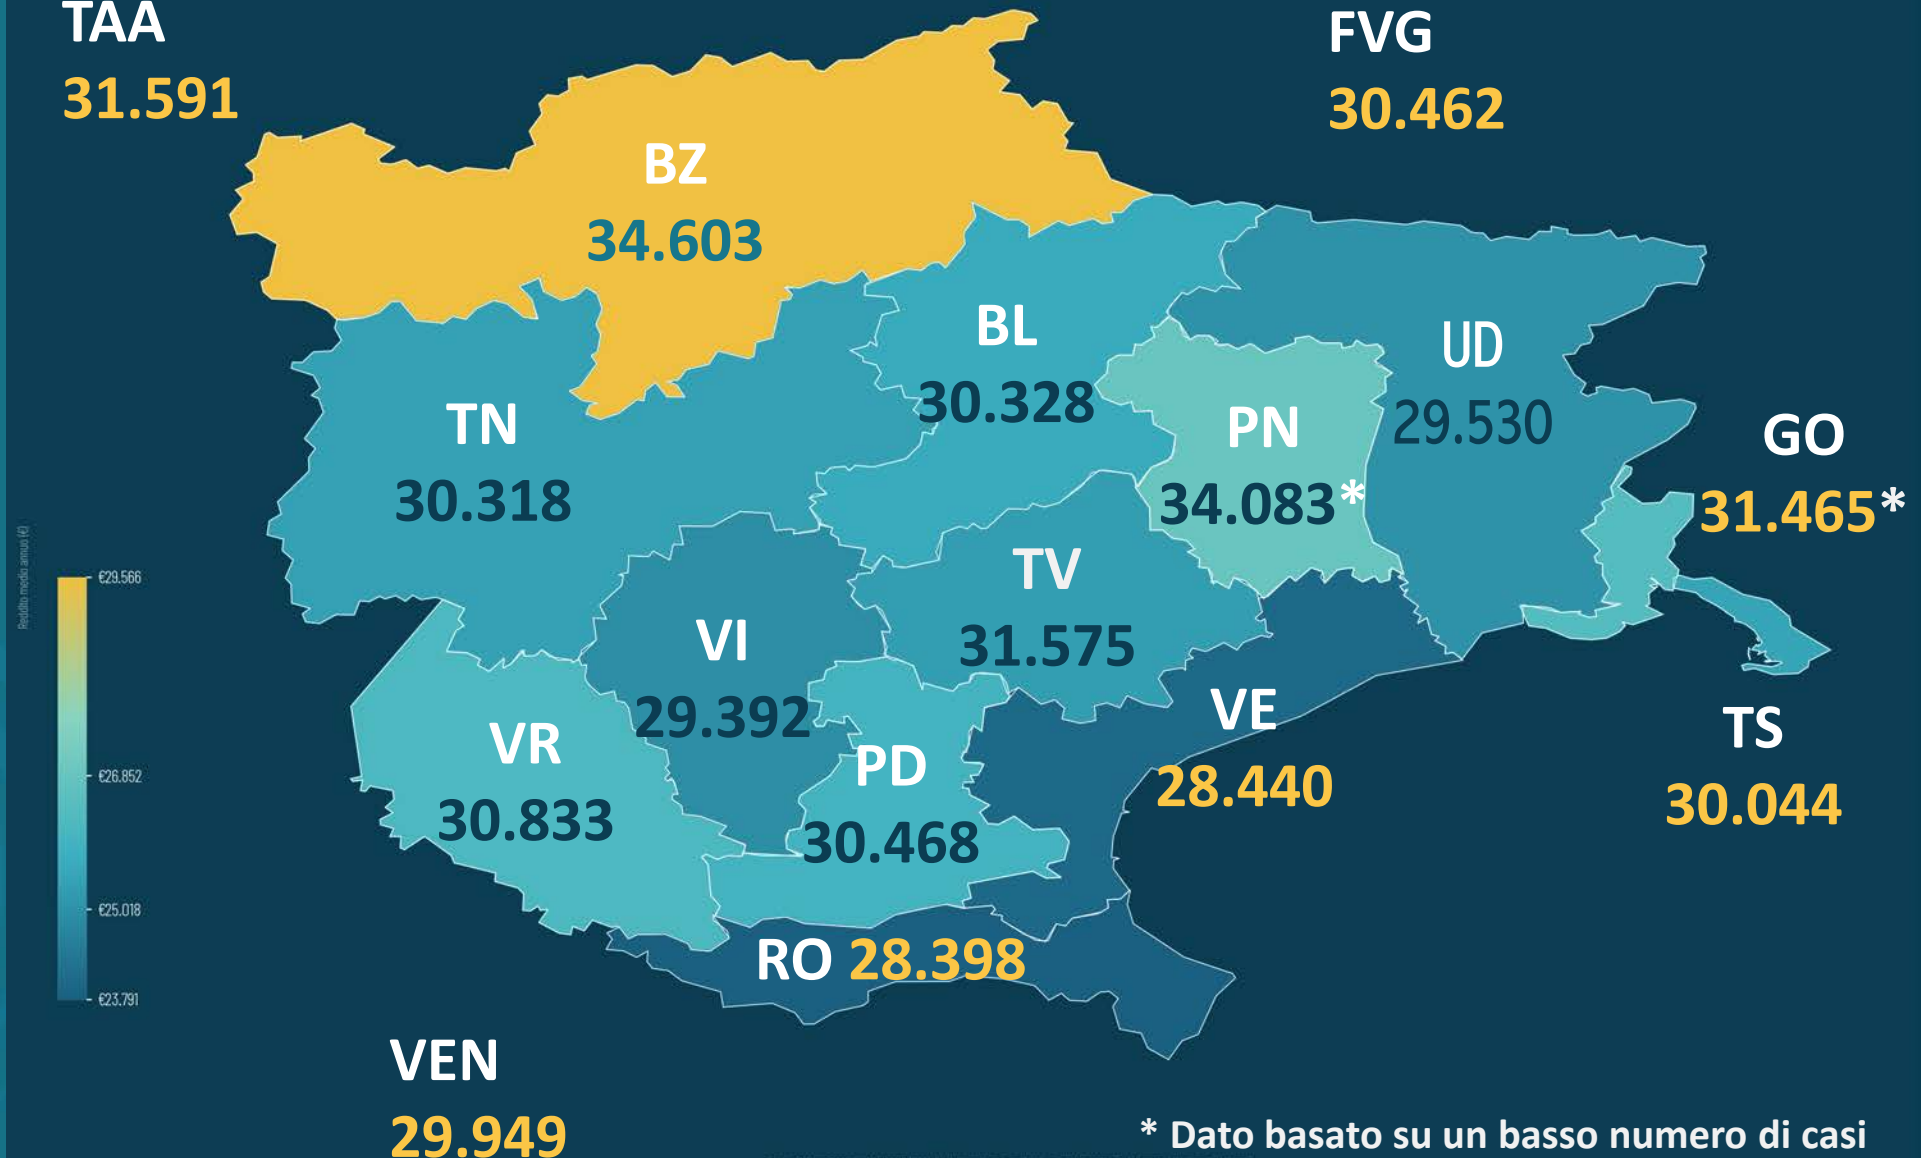 TAA
31.591
FVG
30.462
BZ
34.603
BL
30.328
UD
29.530
TN
30.318
PN
34.083*
GO
31.465*
TV
31.575
VI
29.392
VE
28.440
TS
30.044
VR
30.833
PD
30.468
RO 28.398
Reddito medio annuo (€)
€29.566
€26.852
€25.018
€23.791
VEN
29.949
* Dato basato su un basso numero di casi